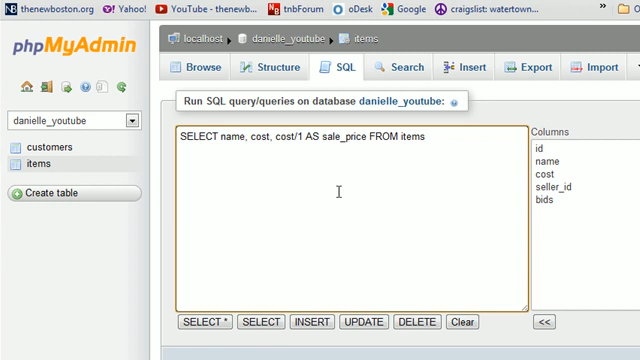 thenewboston.org Yahoo! YouTube - thenewb... tnbForum oDesk Google craigslist: watertown...
phpMyAdmin
localhost danielle_youtube items
Browse Structure SQL Search Insert Export Import
Run SQL query/queries on database danielle_youtube:
danielle_youtube
customers
items
Create table
SELECT name, cost, cost/1 AS sale_price FROM items
Columns
id
name
cost
seller_id
bids
SELECT * SELECT INSERT UPDATE DELETE Clear <<